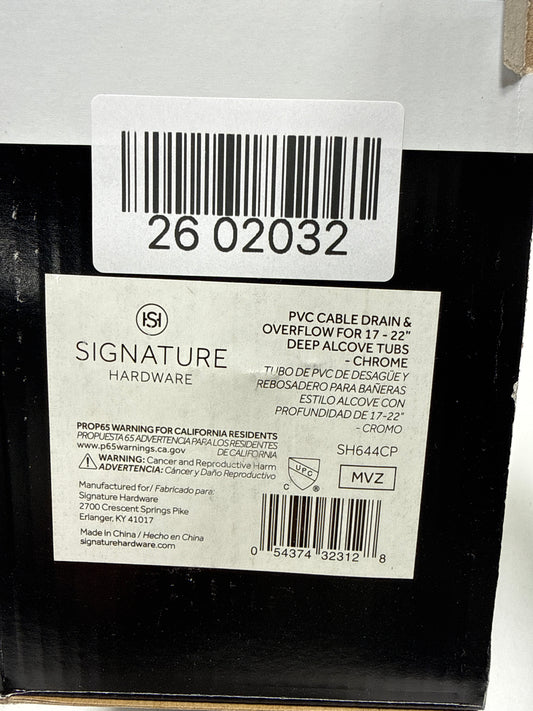 26 02032
SH
SIGNATURE
HARDWARE
PVC CABLE DRAIN &
OVERFLOW FOR 17 - 22"
DEEP ALCOVE TUBS
- CHROME
TUBO DE PVC DE DESAGÜE Y
REBOSADERO PARA BAÑERAS
ESTILO ALCOVE CON
PROFUNDIDAD DE 17-22"
- CROMO
SH644CP
PROP65 WARNING FOR CALIFORNIA RESIDENTS
PROPUESTA 65 ADVERTENCIA PARA LOS RESIDENTES
www.p65warnings.ca.gov DE CALIFORNIA
WARNING: Cancer and Reproductive Harm
ADVERTENCIA: Cáncer y Daño Reproductivo
UPC
C ®
MVZ
Manufactured for/ Fabricado para:
Signature Hardware
2700 Crescent Springs Pike
Erlanger, KY 41017
Made in China / Hecho en China
signaturehardware.com
0 54374 32312 8